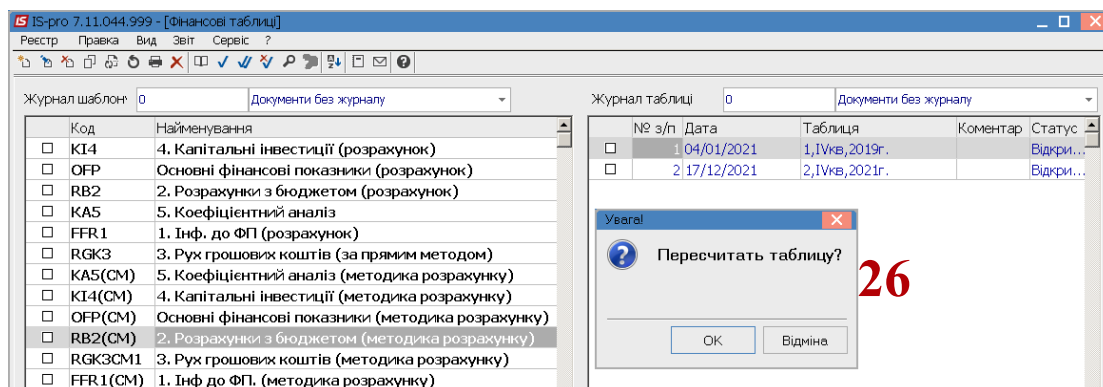 IS-pro 7.11.044.999 - [Фінансові таблиці]
Реєстр Правка Вид Звіт Сервіс ?
Журнал шаблону 0 Документи без журналу
Код Найменування
KI4 4. Капітальні інвестиції (розрахунок)
OFP Основні фінансові показники (розрахунок)
RB2 2. Розрахунки з бюджетом (розрахунок)
KA5 5. Коефіцієнтний аналіз
FFR1 1. Інф. до ФП (розрахунок)
RGK3 3. Рух грошових коштів (за прямим методом)
KA5(CM) 5. Коефіцієнтний аналіз (методика розрахунку)
KI4(CM) 4. Капітальні інвестиції (методика розрахунку)
OFP(CM) Основні фінансові показники (методика розрахунку)
RB2(CM) 2. Розрахунки з бюджетом (методика розрахунку)
RGK3CM1 3. Рух грошових коштів (методика розрахунку)
FFR1(CM) 1. Інф до ФП. (методика розрахунку)
Журнал таблиці 0 Документи без журналу
№ з/п Дата Таблиця Коментар Статус
1 04/01/2021 1,IVкв,2019г. Відкри...
2 17/12/2021 2,IVкв,2021г. Відкри...
Увага!
Пересчитать таблицу?
OK Відміна
26